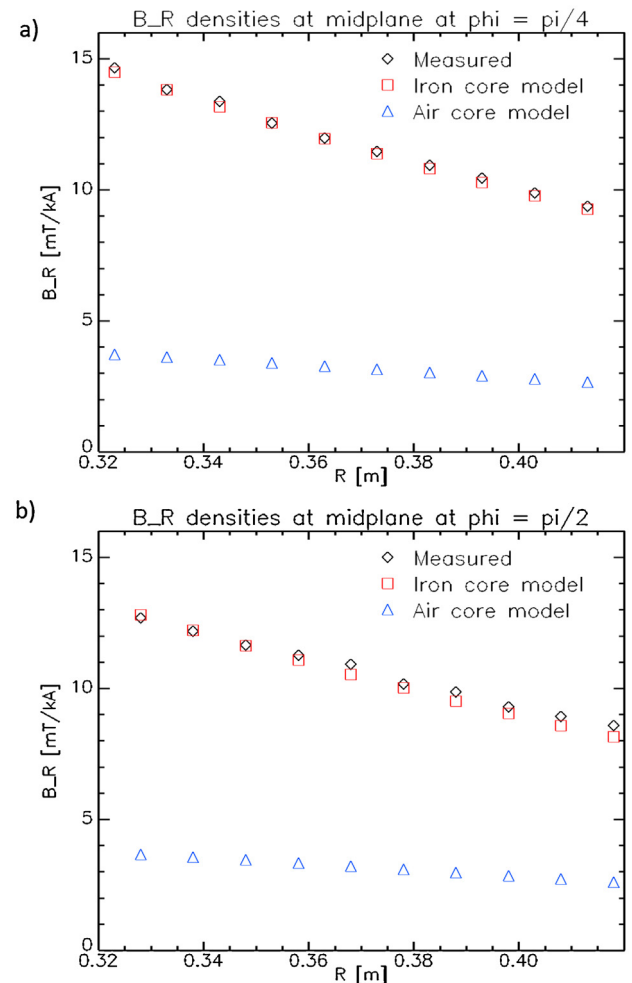 a)
B_R densities at midplane at phi = pi/4
15
Measured
Iron core model
Air core model
10
B_R [mT/kA]
5
0
0.32 0.34 0.36 0.38 0.40
R [m]
b)
B_R densities at midplane at phi = pi/2
15
Measured
Iron core model
Air core model
10
B_R [mT/kA]
5
0
0.32 0.34 0.36 0.38 0.40
R [m]